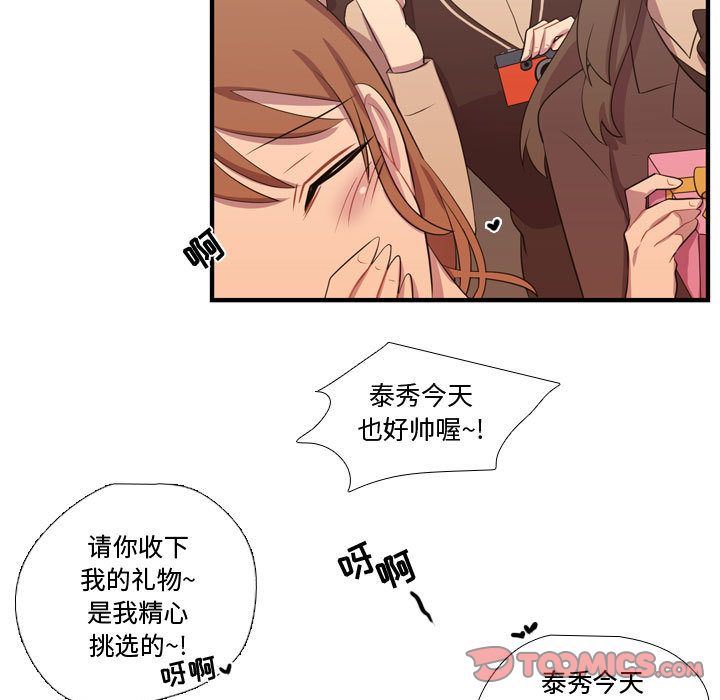 啊
泰秀今天
也好帅喔~!
呀啊
请你收下
我的礼物~
是我精心
挑选的~!
呀啊
TOOMICS.COM
泰秀今天